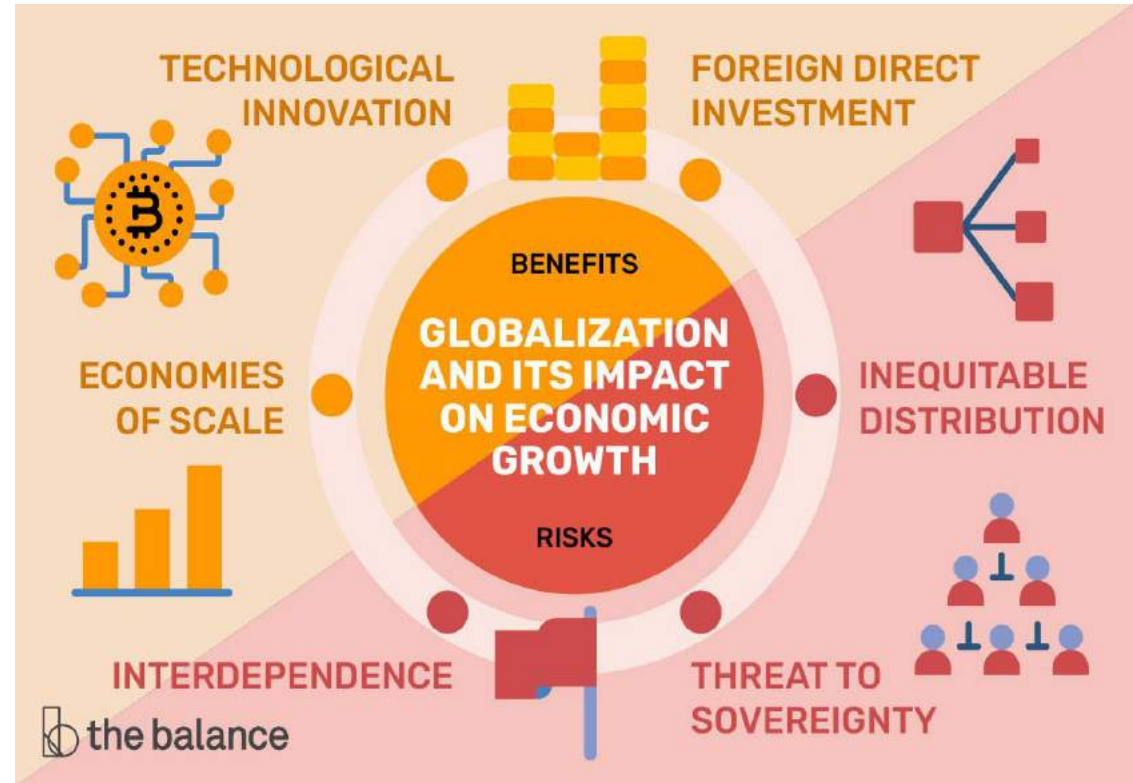 TECHNOLOGICAL
INNOVATION
FOREIGN DIRECT
INVESTMENT
BENEFITS
GLOBALIZATION
AND ITS IMPACT
ON ECONOMIC
GROWTH
RISKS
ECONOMIES
OF SCALE
INEQUITABLE
DISTRIBUTION
INTERDEPENDENCE
THREAT TO
SOVEREIGNTY
the balance